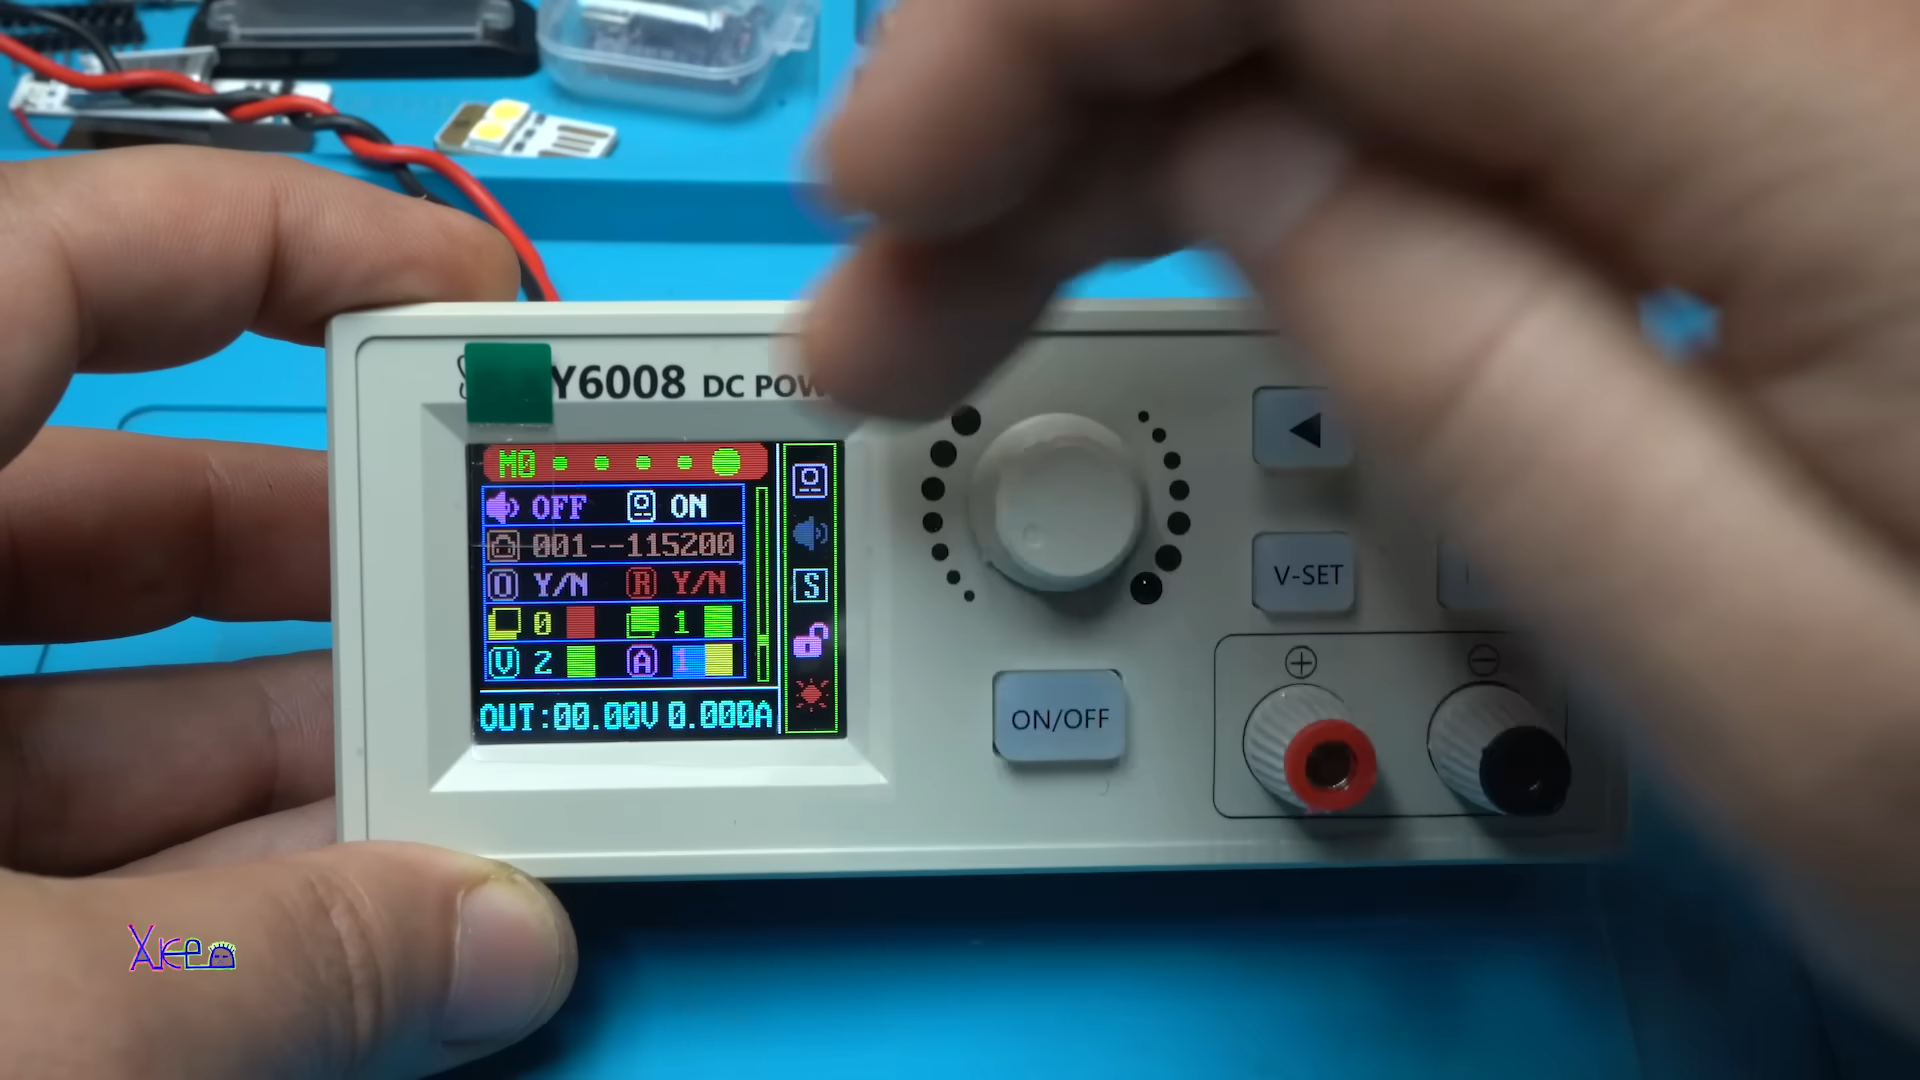 Y6008 DC POW
M0
OFF ON
001--115200
O Y/N R Y/N
0 1
V 2 A 1
OUT:00.00V 0.000A
S
V-SET
ON/OFF